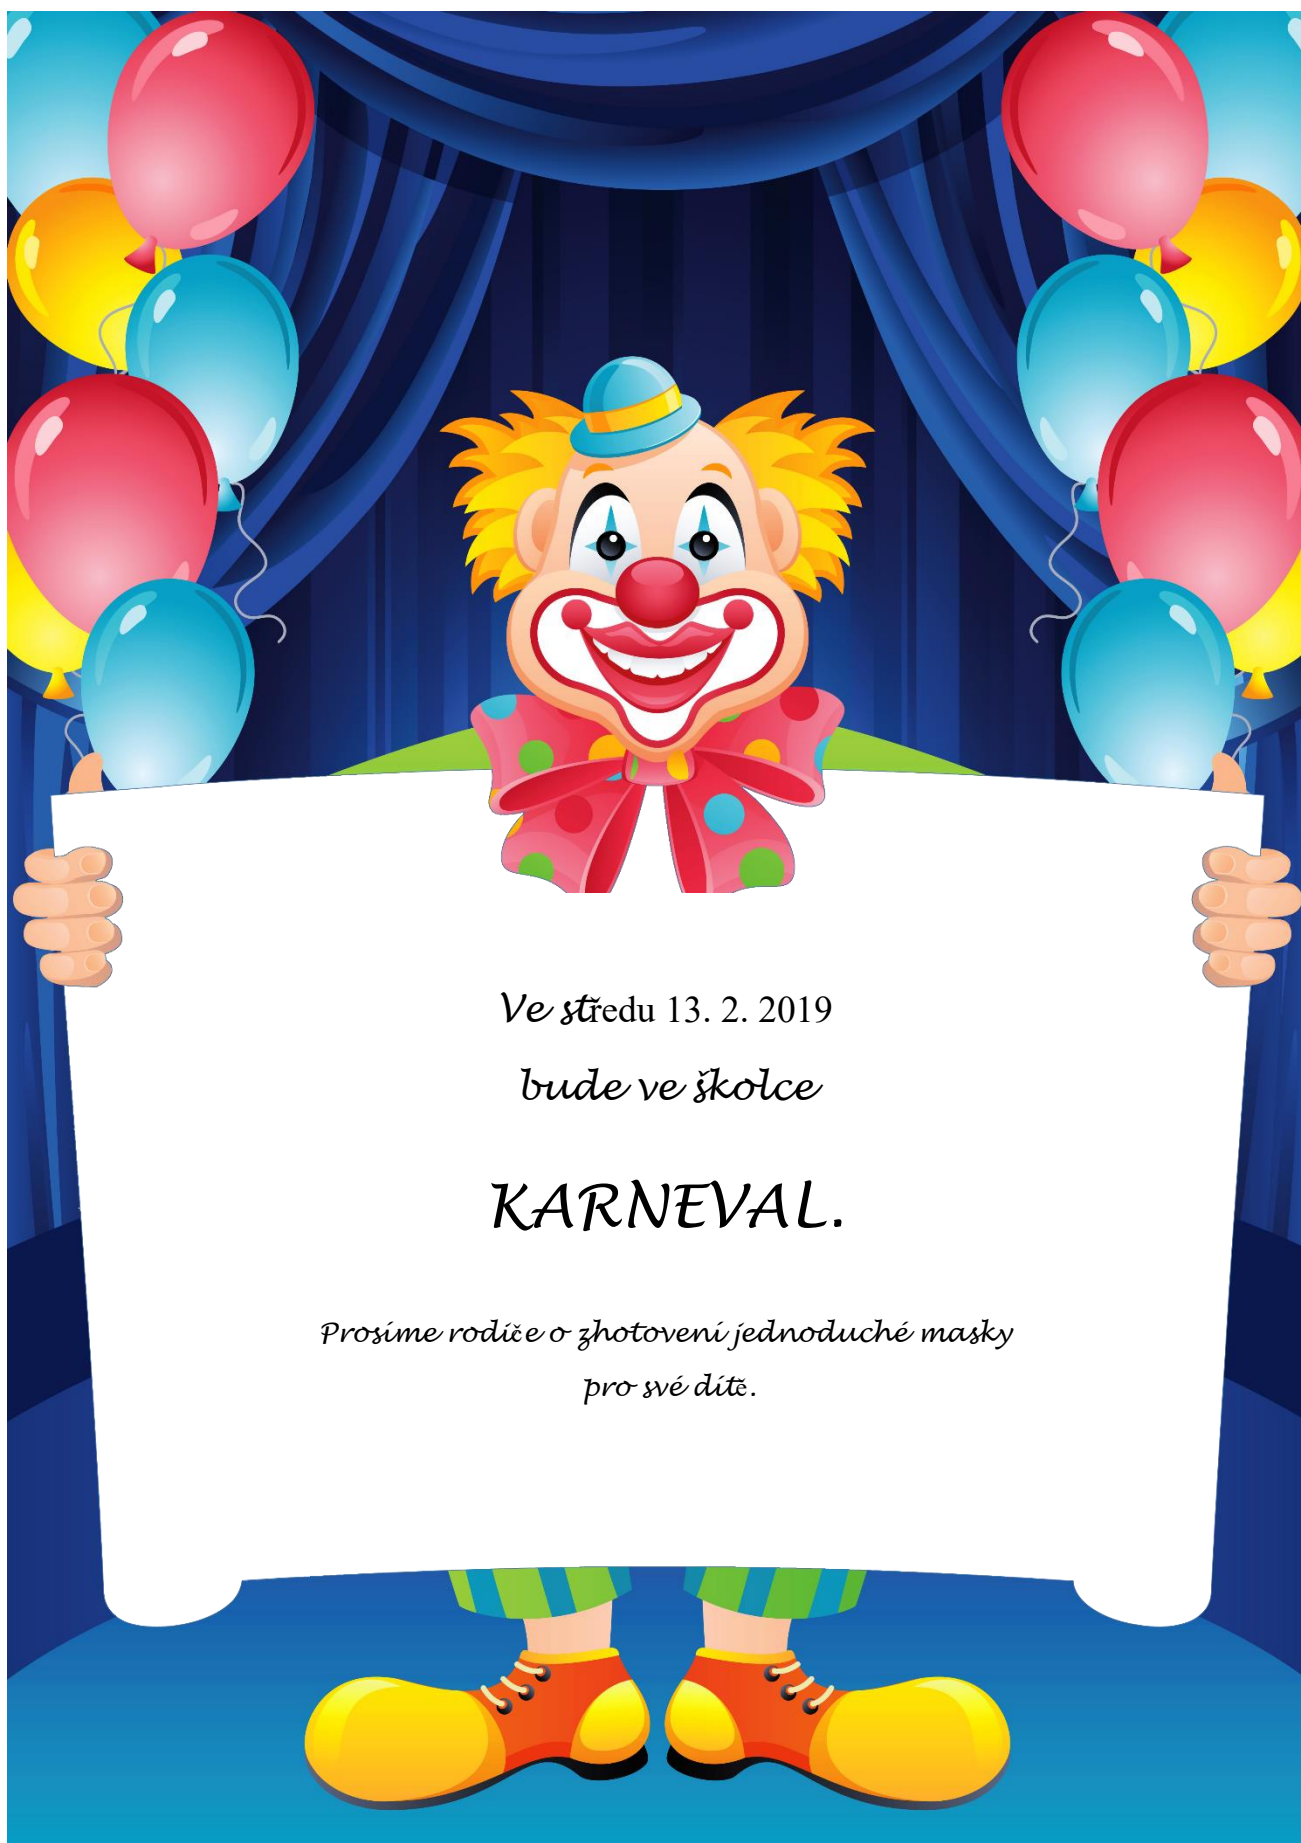 Ve středu 13. 2. 2019
bude ve školce
KARNEVAL.
Prosíme rodiče o zhotovení jednoduché masky
pro své dítě.